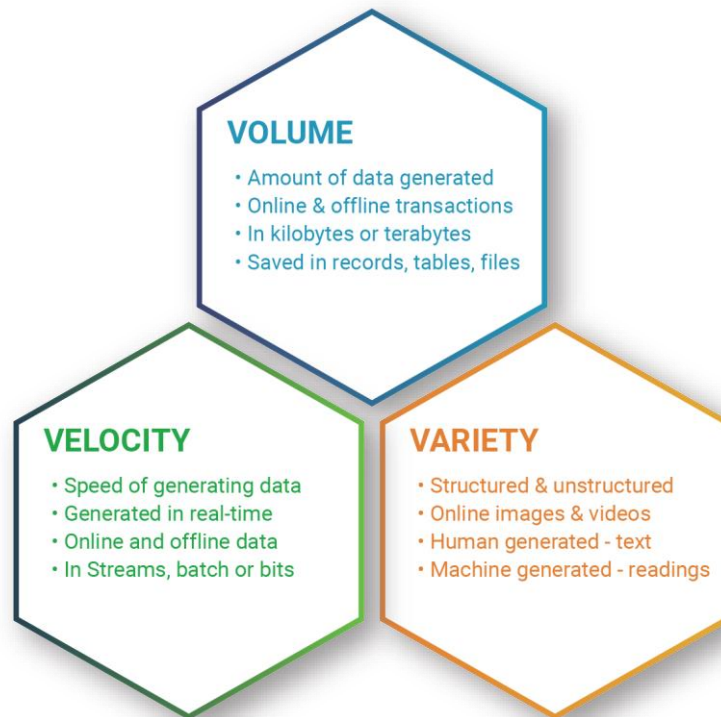 VOLUME
• Amount of data generated
• Online & offline transactions
• In kilobytes or terabytes
• Saved in records, tables, files
VELOCITY
• Speed of generating data
• Generated in real-time
• Online and offline data
• In Streams, batch or bits
VARIETY
• Structured & unstructured
• Online images & videos
• Human generated - text
• Machine generated - readings